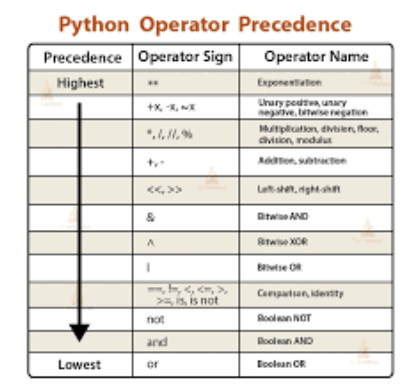 Python Operator Precedence
Precedence Operator Sign Operator Name
Highest ** Exponentiation
+x, -x, ~x Unary positive, unary
negative, bitwise negation
*, /, //, % Multiplication, division, floor,
division, modulus
+, - Addition, subtraction
<<, >> Left-shift, right-shift
& Bitwise AND
^ Bitwise XOR
| Bitwise OR
==, !=, <, <=, >,
>=, is, is not Comparison, identity
not Boolean NOT
and Boolean AND
Lowest or Boolean OR